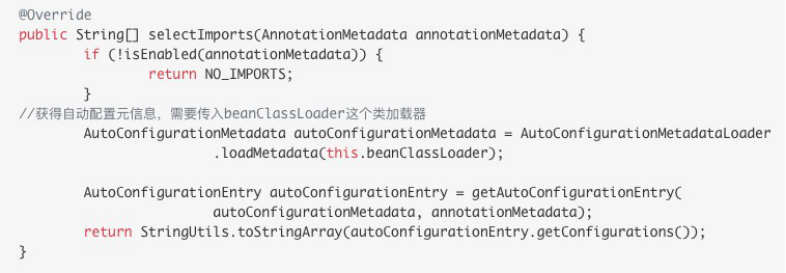 @Override
public String[] selectImports(AnnotationMetadata annotationMetadata) {
        if (!isEnabled(annotationMetadata)) {
                return NO_IMPORTS;
        }
//获得自动配置元信息，需要传入beanClassLoader这个类加载器
        AutoConfigurationMetadata autoConfigurationMetadata = AutoConfigurationMetadataLoader
                        .loadMetadata(this.beanClassLoader);
        AutoConfigurationEntry autoConfigurationEntry = getAutoConfigurationEntry(
                        autoConfigurationMetadata, annotationMetadata);
        return StringUtils.toStringArray(autoConfigurationEntry.getConfigurations());
}